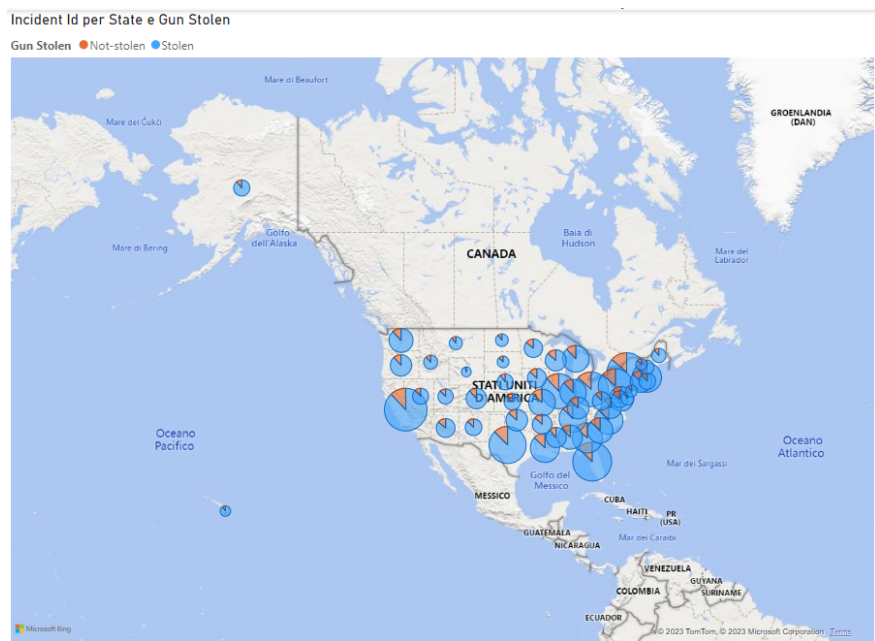 Incident Id per State e Gun Stolen
Gun Stolen Not-stolen Stolen
Mare di Beaufort
GROENLANDIA
(DAN)
Mare dei Čukči
Golfo
dell'Alaska
Baia di
Hudson
Mare di Bering
CANADA
Mare del
Labrador
STATI UNITI
D'AMERICA
Oceano
Pacifico
Oceano
Atlantico
Mar dei Sargassi
Golfo del
Messico
MESSICO
CUBA
HAITI
PR
(USA)
GUATEMALA
Mar dei Caraibi
NICARAGUA
VENEZUELA
GUYANA
COLOMBIA
SURINAME
ECUADOR
Microsoft Bing
© 2023 TomTom, © 2023 Microsoft Corporation, Terms